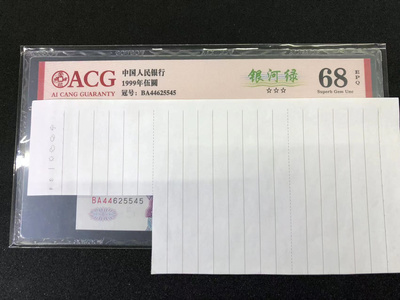 ACG
AI CANG GUARANTY
中国人民银行
1999年伍圆
冠号: BA44625545
银河绿
☆☆☆
68 EPQ
Superb Gem Unc
BA44625545